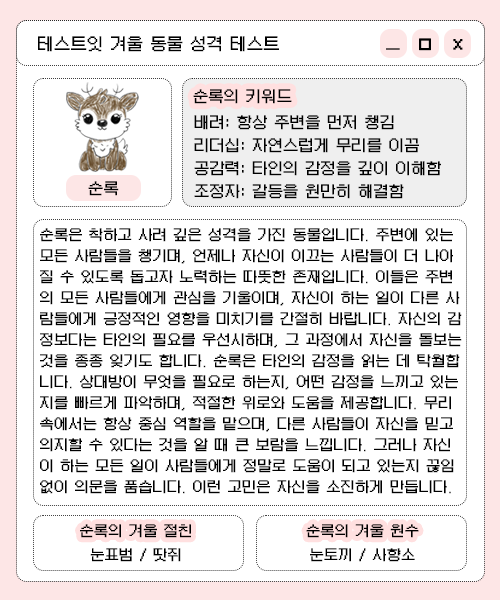 테스트잇 겨울 동물 성격 테스트
순록
순록의 키워드
배려: 항상 주변을 먼저 챙김
리더십: 자연스럽게 무리를 이끔
공감력: 타인의 감정을 깊이 이해함
조정자: 갈등을 원만히 해결함
순록은 착하고 사려 깊은 성격을 가진 동물입니다. 주변에 있는
모든 사람들을 챙기며, 언제나 자신이 이끄는 사람들이 더 나아
질 수 있도록 돕고자 노력하는 따뜻한 존재입니다. 이들은 주변
의 모든 사람들에게 관심을 기울이며, 자신이 하는 일이 다른 사
람들에게 긍정적인 영향을 미치기를 간절히 바랍니다. 자신의 감
정보다는 타인의 필요를 우선시하며, 그 과정에서 자신을 돌보는
것을 종종 잊기도 합니다. 순록은 타인의 감정을 읽는 데 탁월합
니다. 상대방이 무엇을 필요로 하는지, 어떤 감정을 느끼고 있는
지를 빠르게 파악하며, 적절한 위로와 도움을 제공합니다. 무리
속에서는 항상 중심 역할을 맡으며, 다른 사람들이 자신을 믿고
의지할 수 있다는 것을 알 때 큰 보람을 느낍니다. 그러나 자신
이 하는 모든 일이 사람들에게 정말로 도움이 되고 있는지 끊임
없이 의문을 품습니다. 이런 고민은 자신을 소진하게 만듭니다.
순록의 겨울 절친
눈표범 / 땃쥐
순록의 겨울 원수
눈토끼 / 사향소